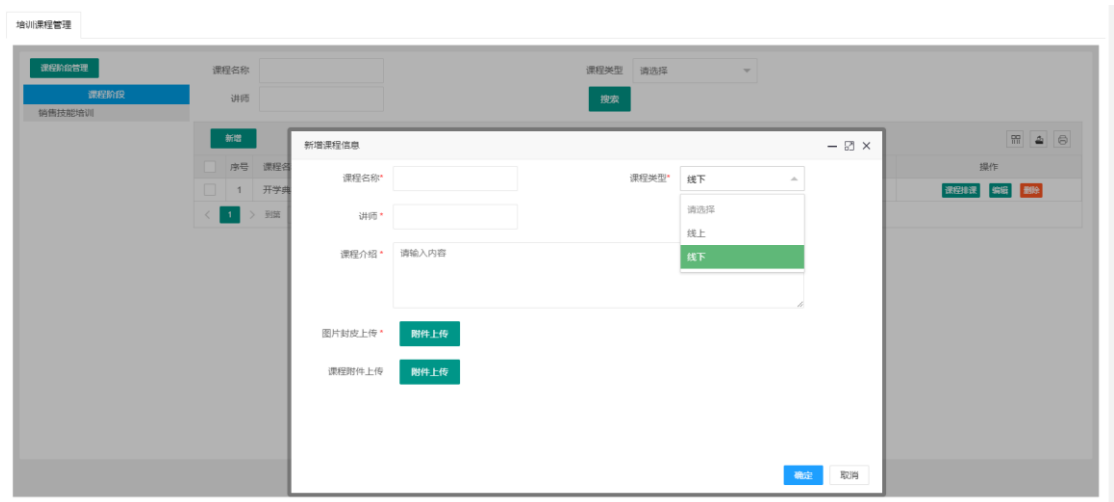 培训课程管理
课程阶段管理
课程名称
课程类型 请选择
课程阶段
讲师
搜索
销售技能培训
新增
新增课程信息
序号 课程名
操作
课程名称*
课程类型* 线下
1 开学典
课程排课 编辑 删除
请选择
< 1 > 到第
讲师 *
线上
课程介绍 * 请输入内容
线下
图片封皮上传 * 附件上传
课程附件上传 附件上传
确定 取消